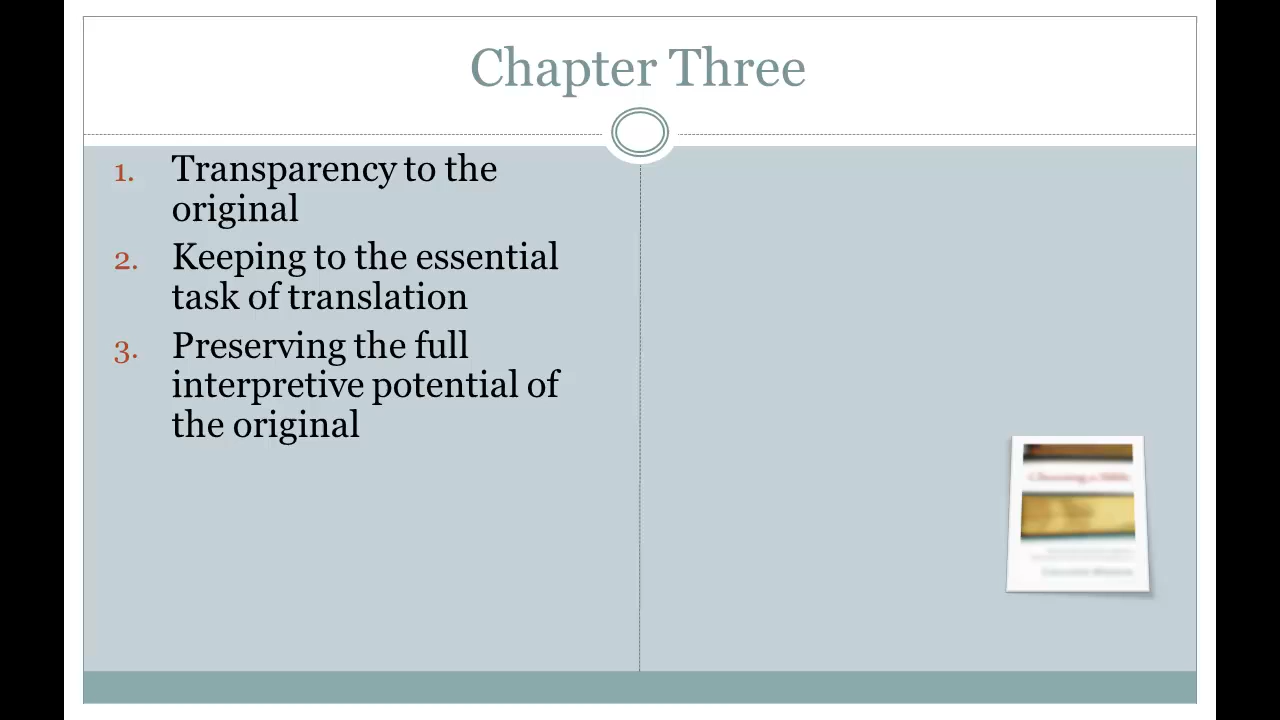 Chapter Three
1. Transparency to the
original
2. Keeping to the essential
task of translation
3. Preserving the full
interpretive potential of
the original